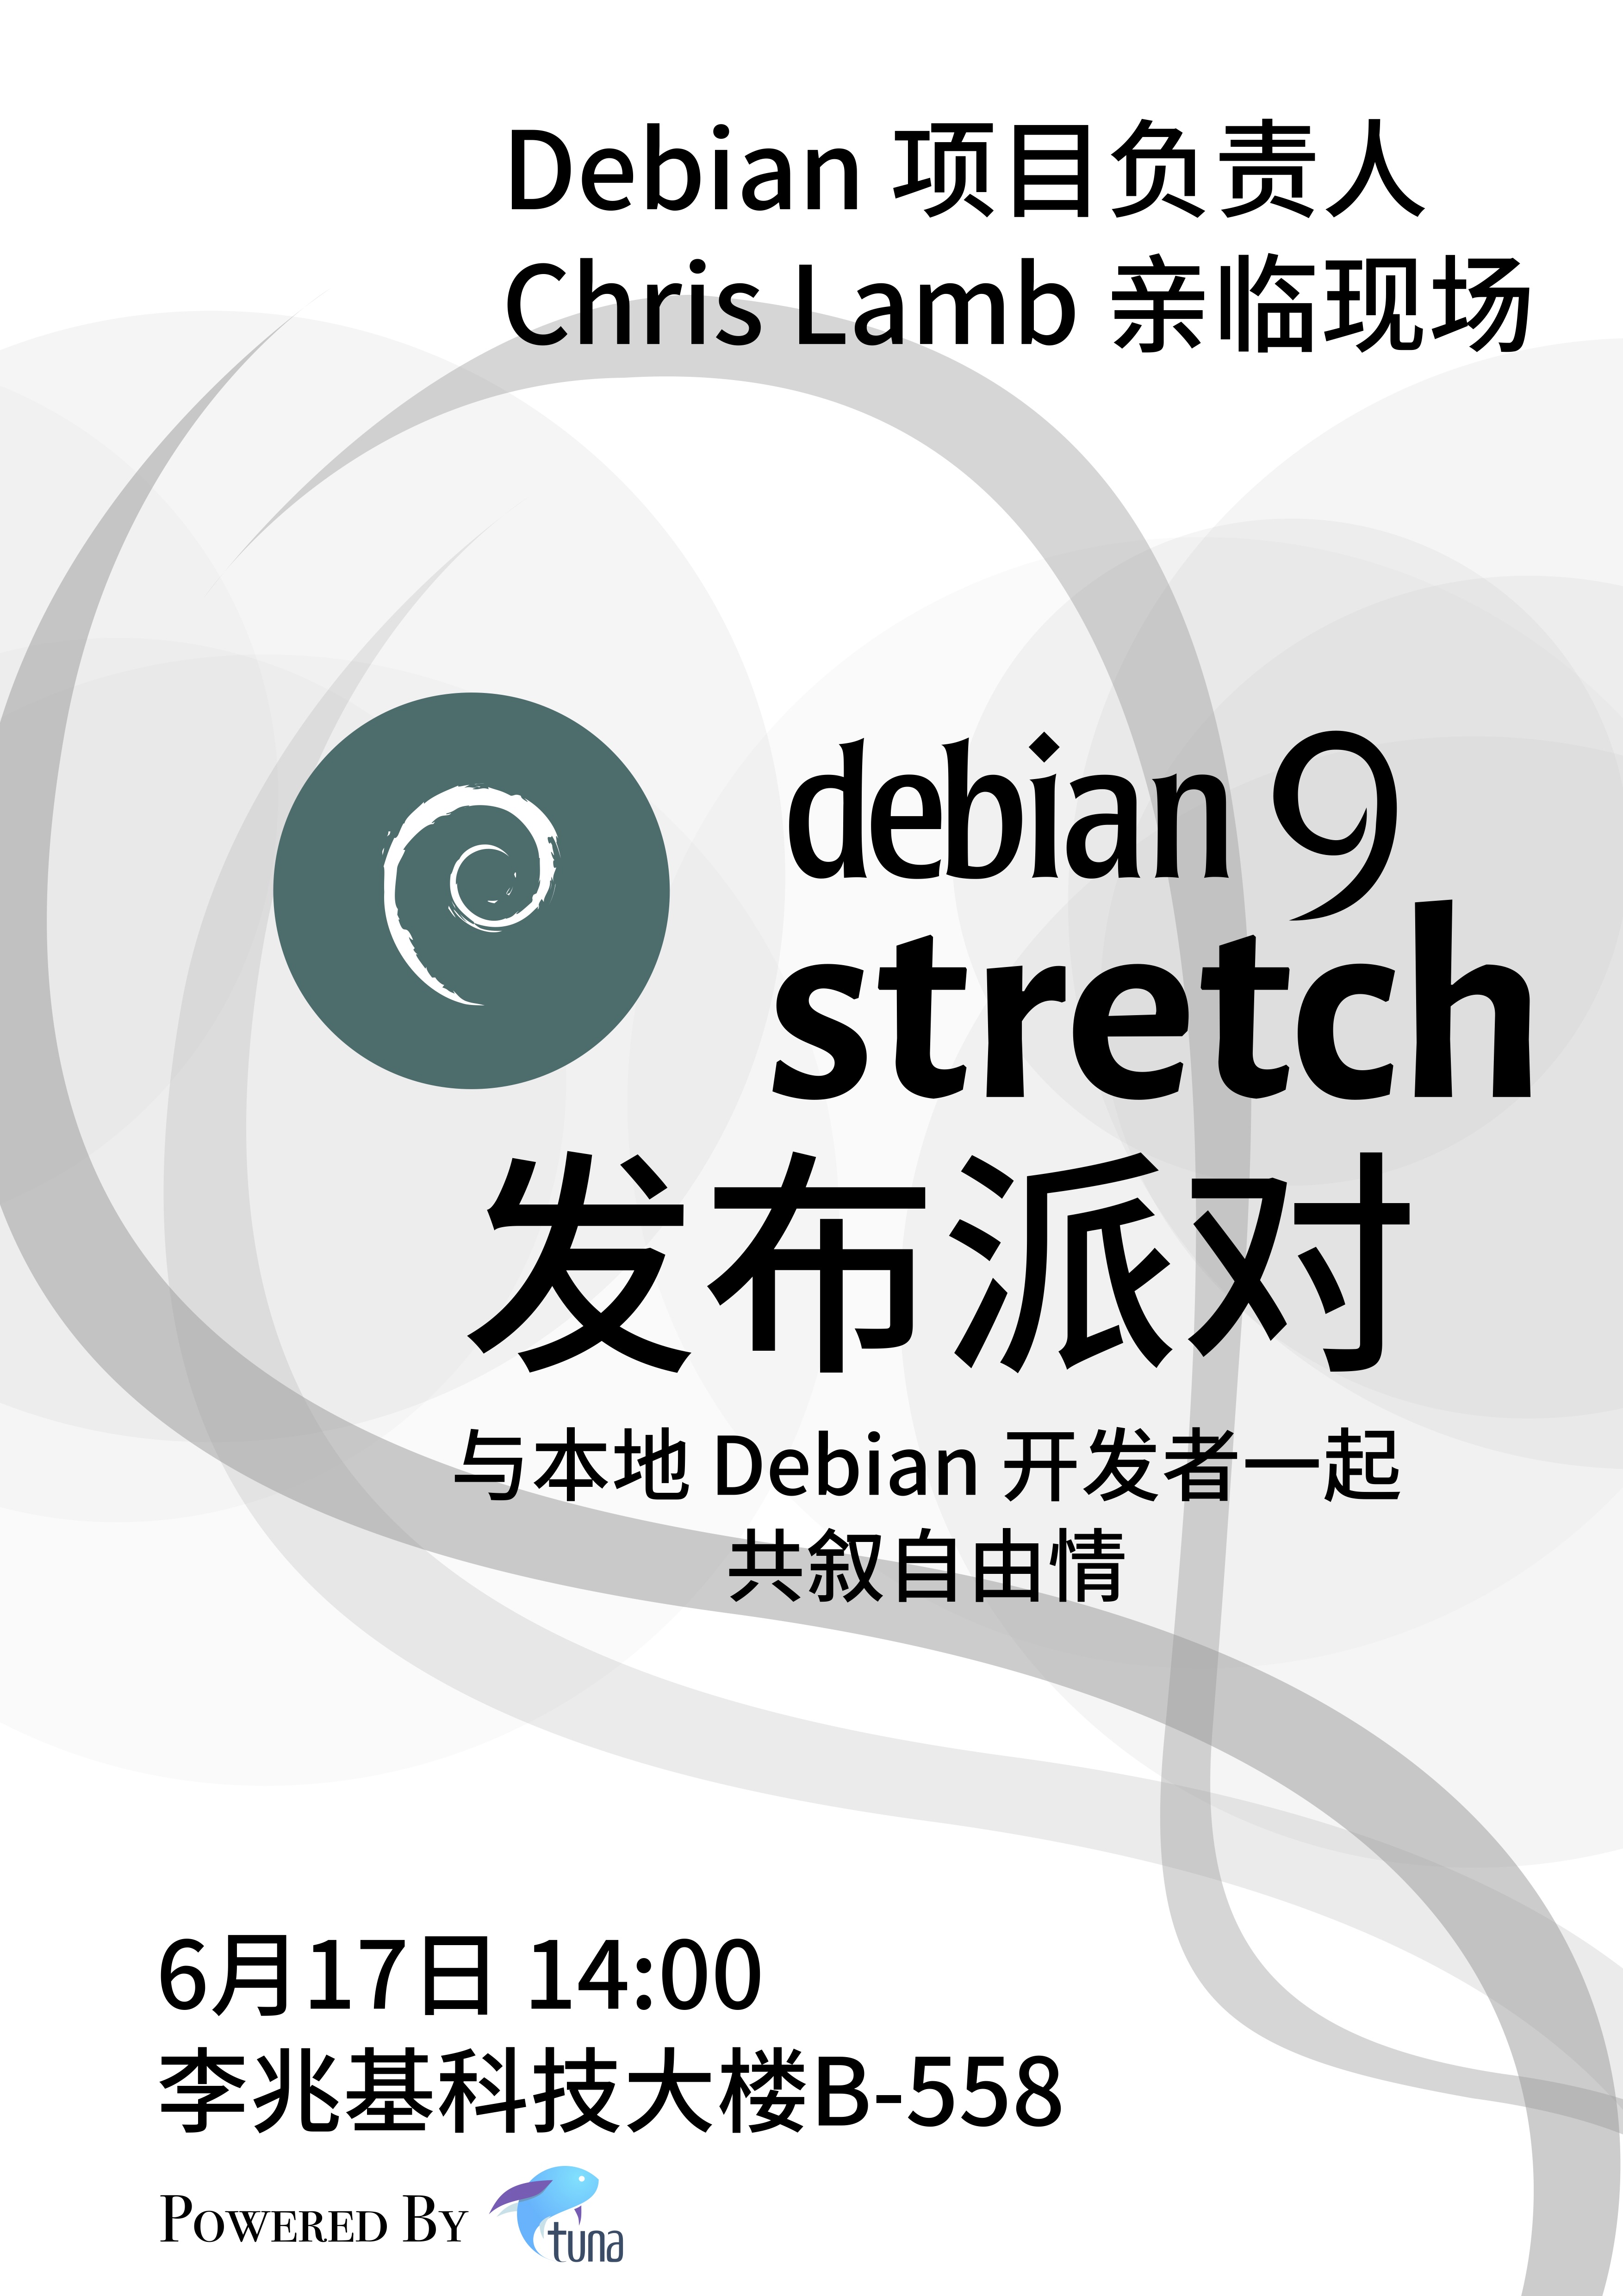 Debian 项目负责人
Chris Lamb 亲临现场
debian 9
stretch
发布派对
与本地 Debian 开发者一起
共叙自由情
6月17日 14:00
李兆基科技大楼B-558
Powered By tuna